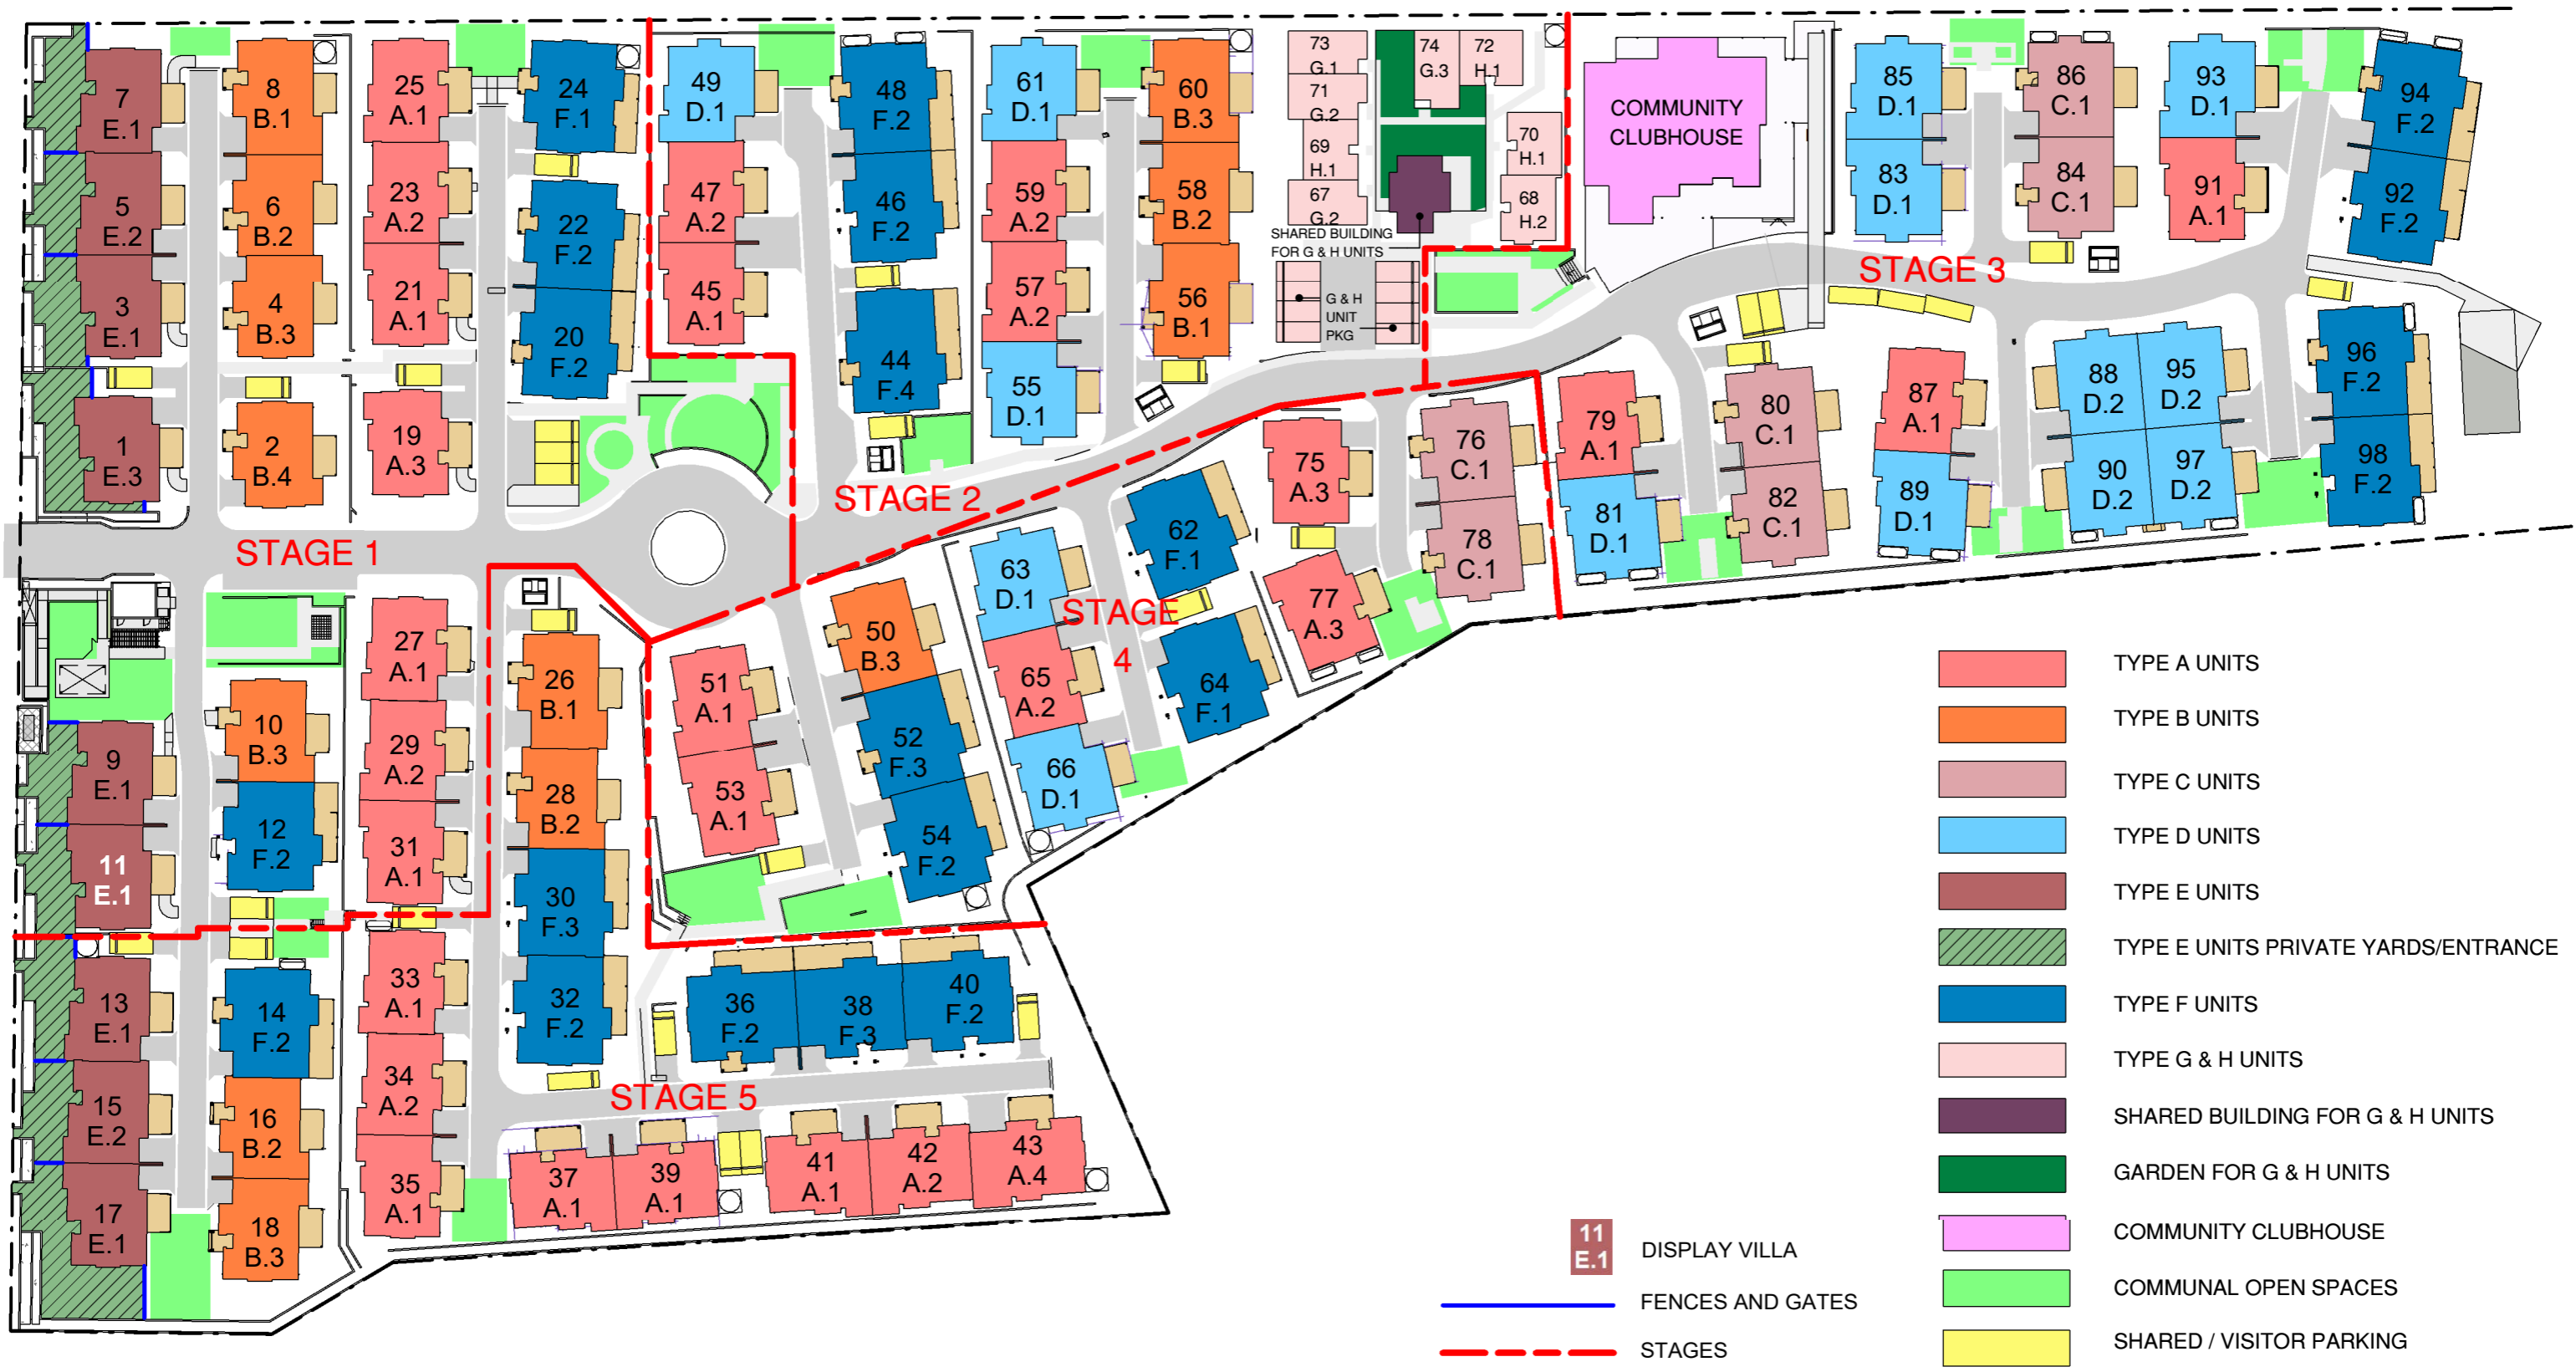 7
E.1
5
E.2
3
E.1
1
E.3
8
B.1
6
B.2
4
B.3
2
B.4
25
A.1
23
A.2
21
A.1
19
A.3
24
F.1
22
F.2
20
F.2
49
D.1
47
A.2
45
A.1
48
F.2
46
F.2
44
F.4
61
D.1
59
A.2
57
A.2
55
D.1
60
B.3
58
B.2
56
B.1
73
G.1
71
G.2
69
H.1
67
G.2
74
G.3
72
H.1
70
H.1
68
H.2
SHARED BUILDING
FOR G & H UNITS
G & H
UNIT
PKG
COMMUNITY
CLUBHOUSE
85
D.1
83
D.1
86
C.1
84
C.1
93
D.1
91
A.1
94
F.2
92
F.2
STAGE 3
STAGE 1
STAGE 2
STAGE
4
75
A.3
77
A.3
76
C.1
78
C.1
79
A.1
81
D.1
80
C.1
82
C.1
87
A.1
89
D.1
88
D.2
95
D.2
90
D.2
97
D.2
96
F.2
98
F.2
63
D.1
65
A.2
66
D.1
62
F.1
64
F.1
50
B.3
52
F.3
54
F.2
51
A.1
53
A.1
26
B.1
28
B.2
30
F.3
32
F.2
27
A.1
29
A.2
31
A.1
33
A.1
34
A.2
35
A.1
10
B.3
12
F.2
14
F.2
16
B.2
18
B.3
9
E.1
11
E.1
13
E.1
15
E.2
17
E.1
36
F.2
38
F.3
40
F.2
STAGE 5
37
A.1
39
A.1
41
A.1
42
A.2
43
A.4
TYPE A UNITS
TYPE B UNITS
TYPE C UNITS
TYPE D UNITS
TYPE E UNITS
TYPE E UNITS PRIVATE YARDS/ENTRANCE
TYPE F UNITS
TYPE G & H UNITS
SHARED BUILDING FOR G & H UNITS
GARDEN FOR G & H UNITS
COMMUNITY CLUBHOUSE
COMMUNAL OPEN SPACES
SHARED / VISITOR PARKING
11
E.1
DISPLAY VILLA
FENCES AND GATES
STAGES